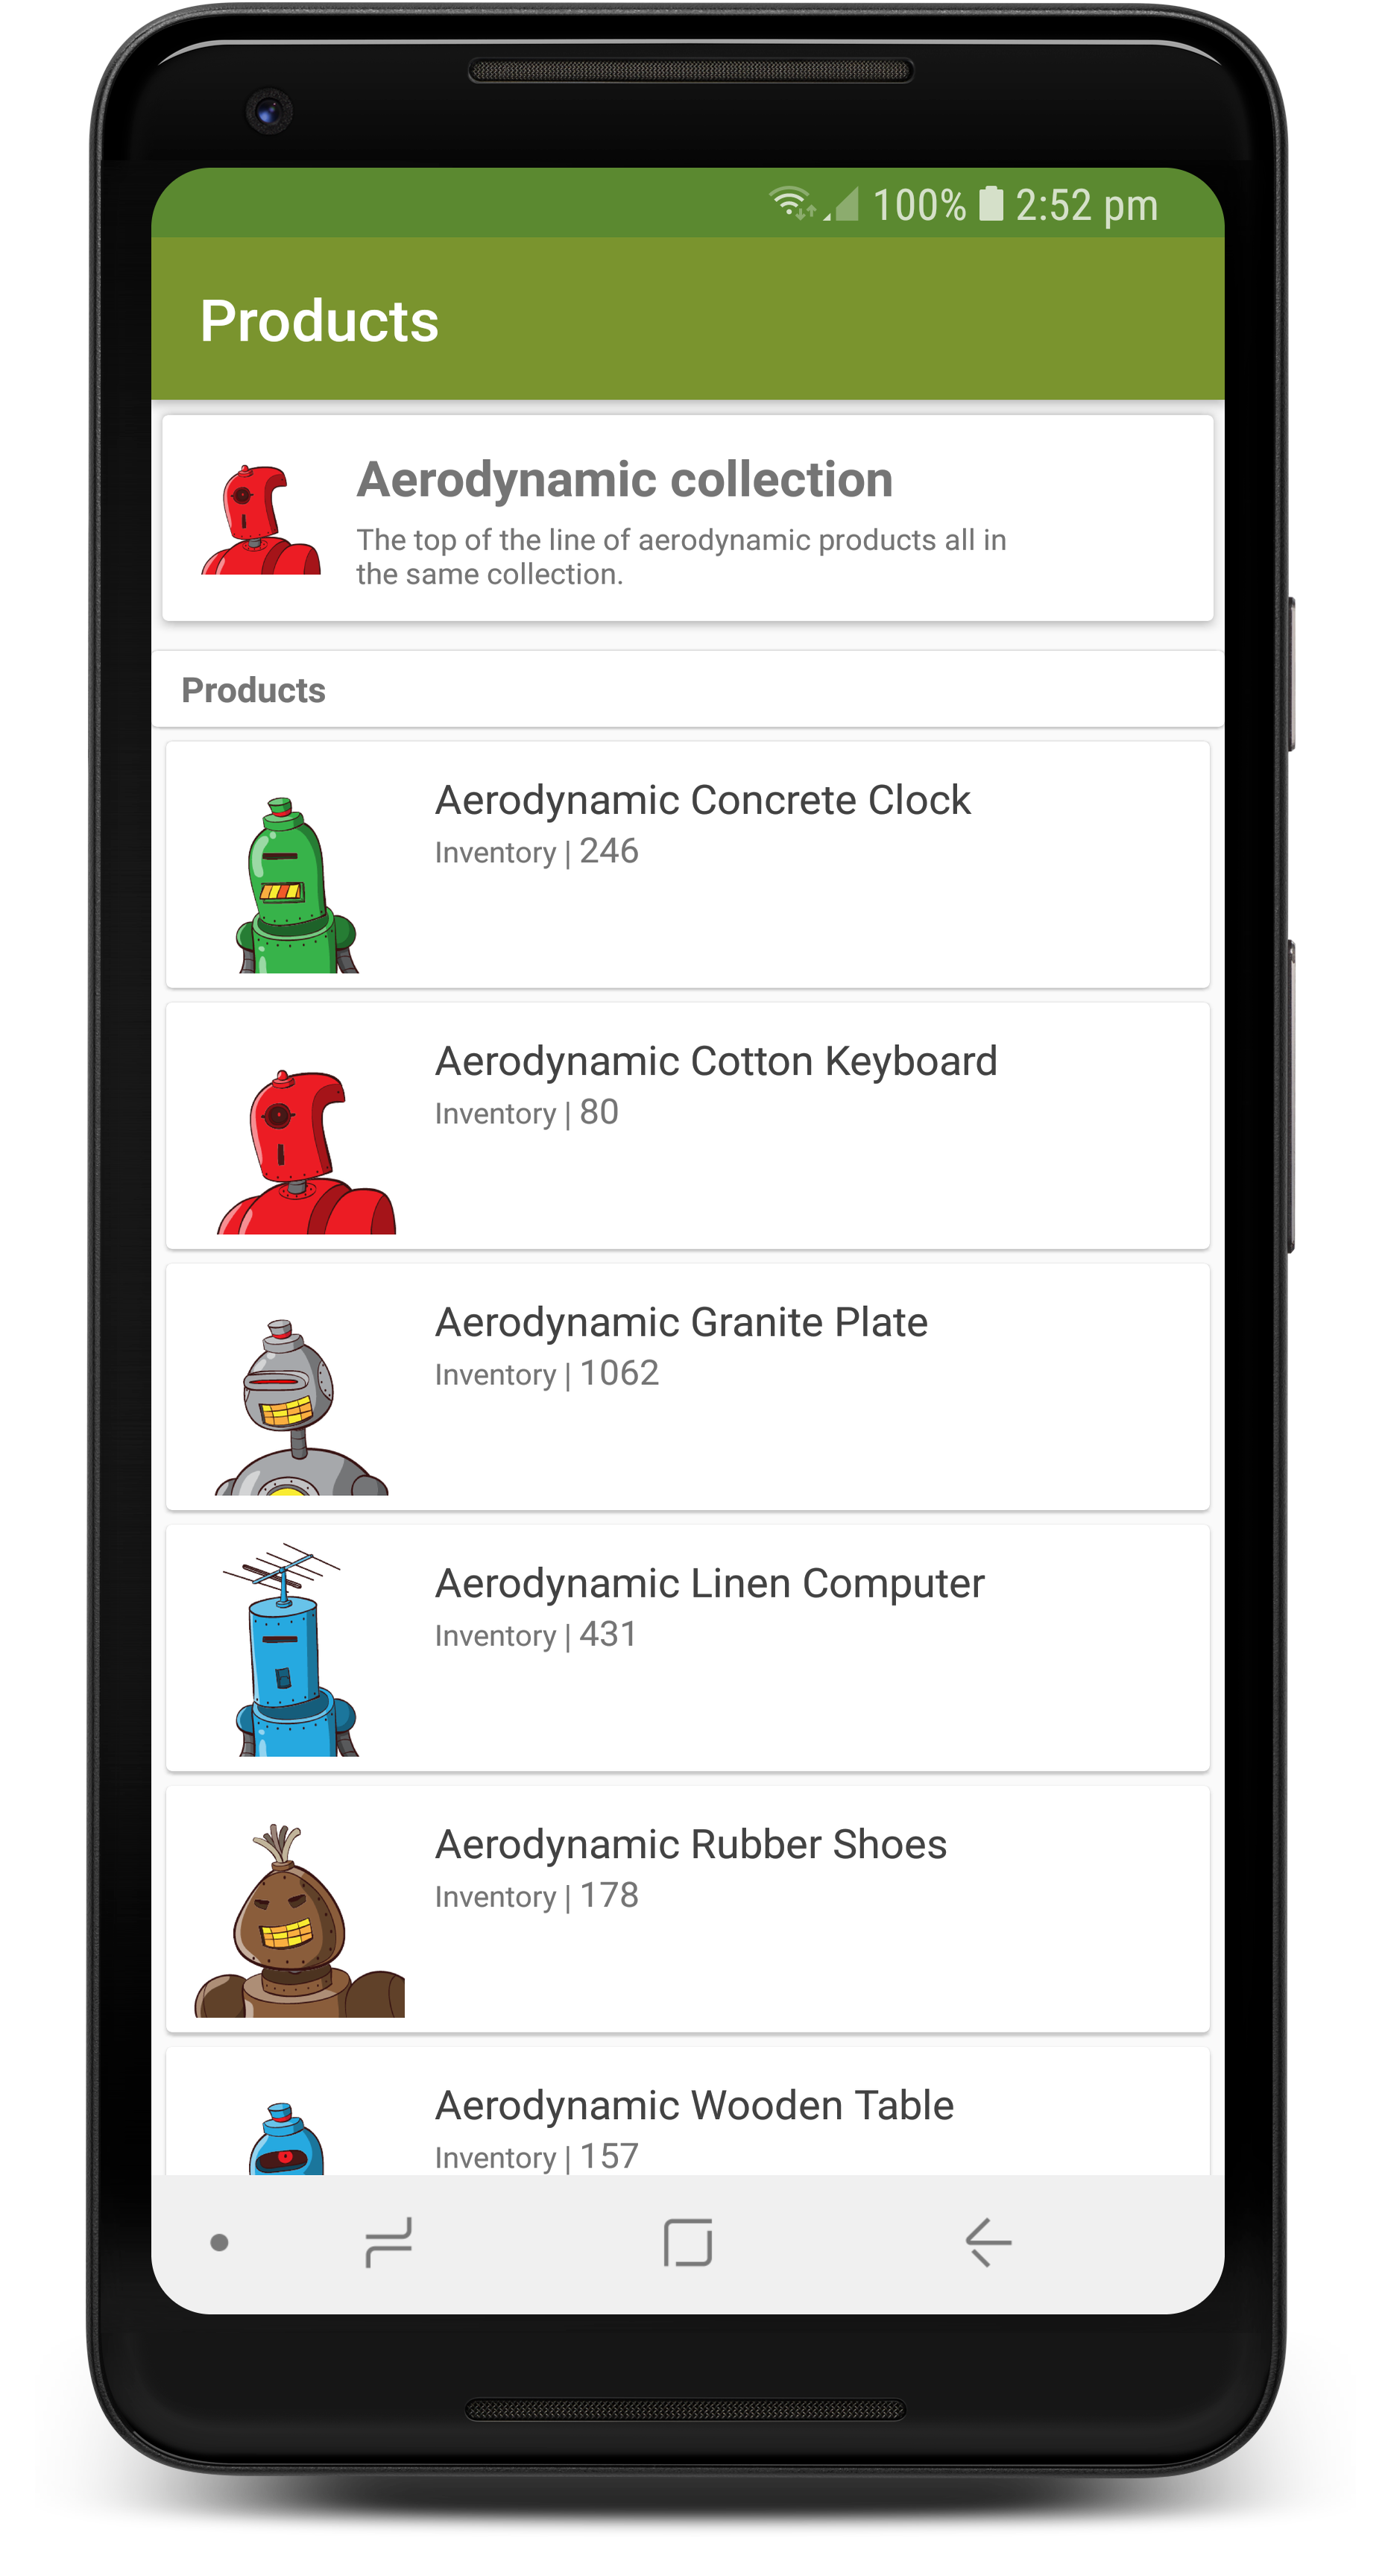 100% 2:52 pm
Products
Aerodynamic collection
The top of the line of aerodynamic products all in
the same collection.
Products
Aerodynamic Concrete Clock
Inventory | 246
Aerodynamic Cotton Keyboard
Inventory | 80
Aerodynamic Granite Plate
Inventory | 1062
Aerodynamic Linen Computer
Inventory | 431
Aerodynamic Rubber Shoes
Inventory | 178
Aerodynamic Wooden Table
Inventory | 157